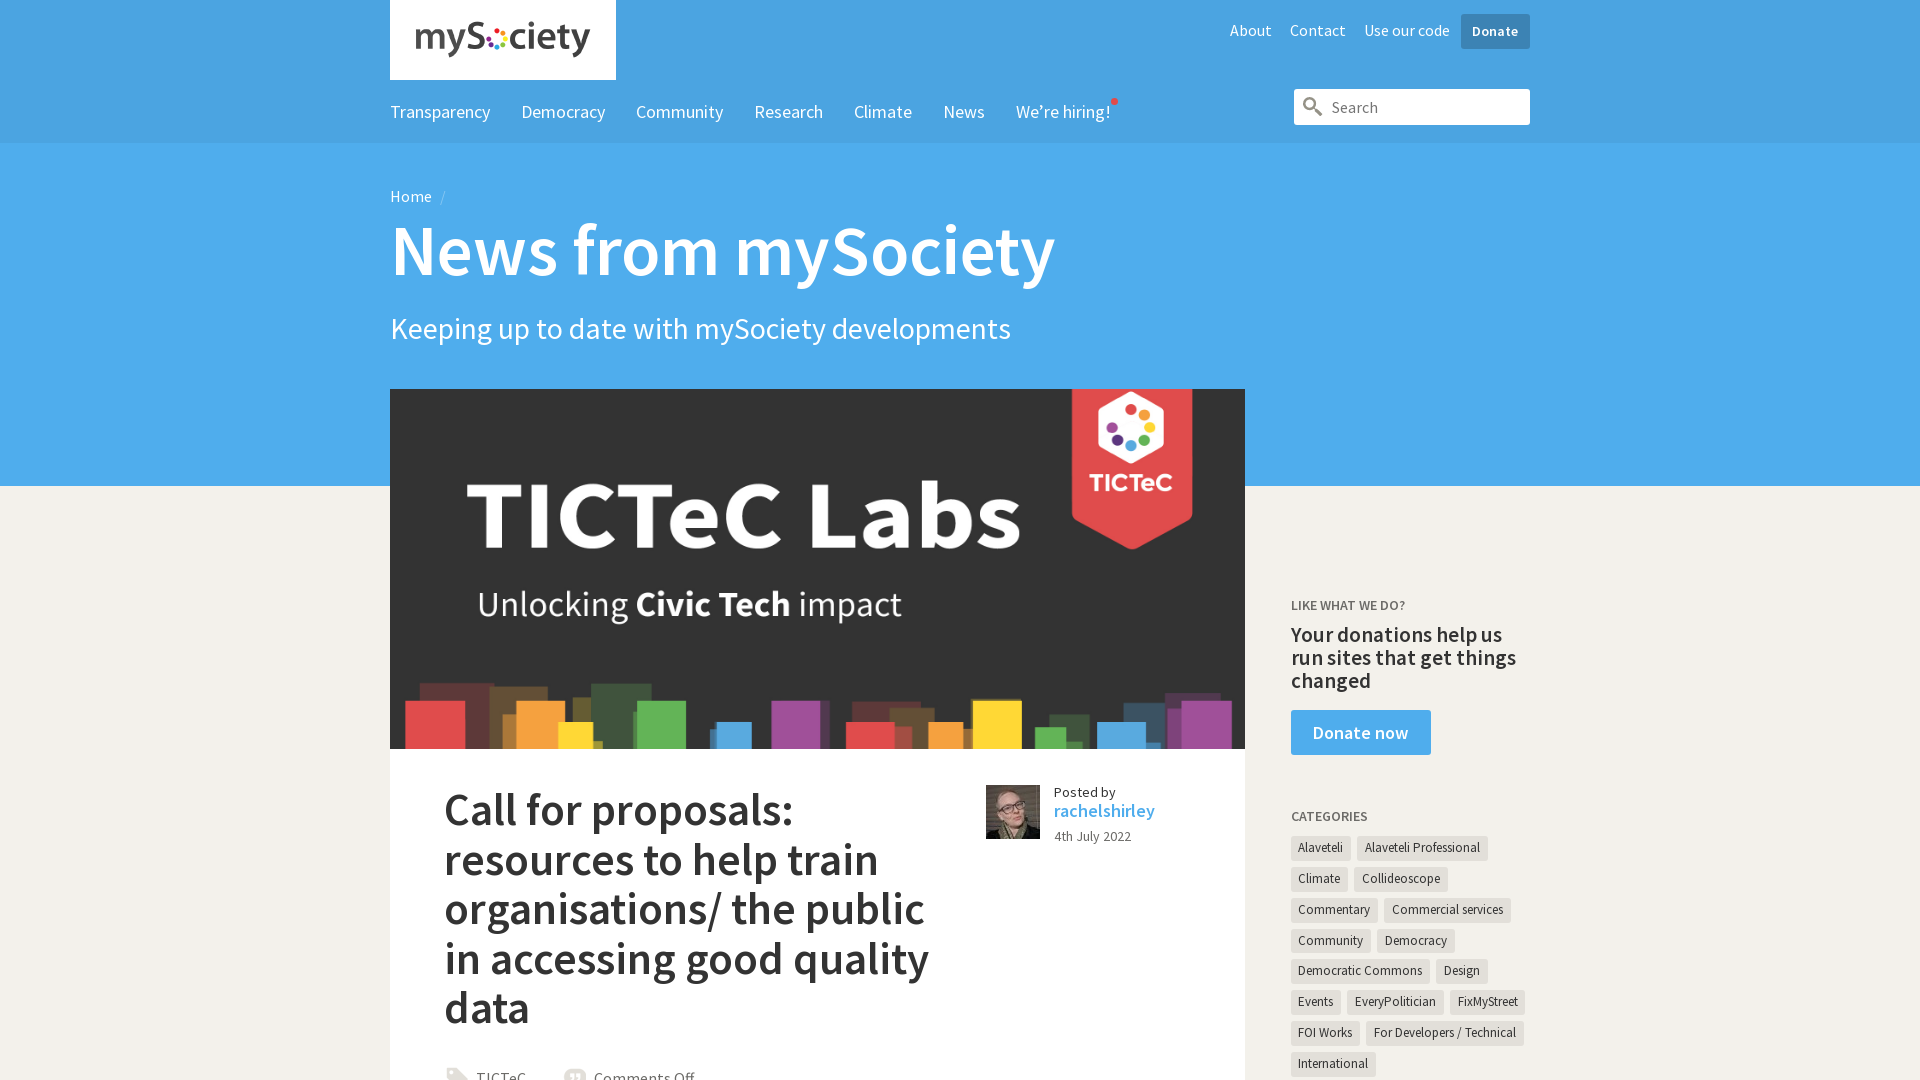 mySociety
About
Contact
Use our code
Donate
Transparency
Democracy
Community
Research
Climate
News
We’re hiring!
Search
Home /
News from mySociety
Keeping up to date with mySociety developments
TICTeC
TICTeC Labs
Unlocking Civic Tech impact
Call for proposals:
resources to help train
organisations/ the public
in accessing good quality
data
Posted by
rachelshirley
4th July 2022
TICTeC
Comments Off
LIKE WHAT WE DO?
Your donations help us
run sites that get things
changed
Donate now
CATEGORIES
Alaveteli
Alaveteli Professional
Climate
Collideoscope
Commentary
Commercial services
Community
Democracy
Democratic Commons
Design
Events
EveryPolitician
FixMyStreet
FOI Works
For Developers / Technical
International